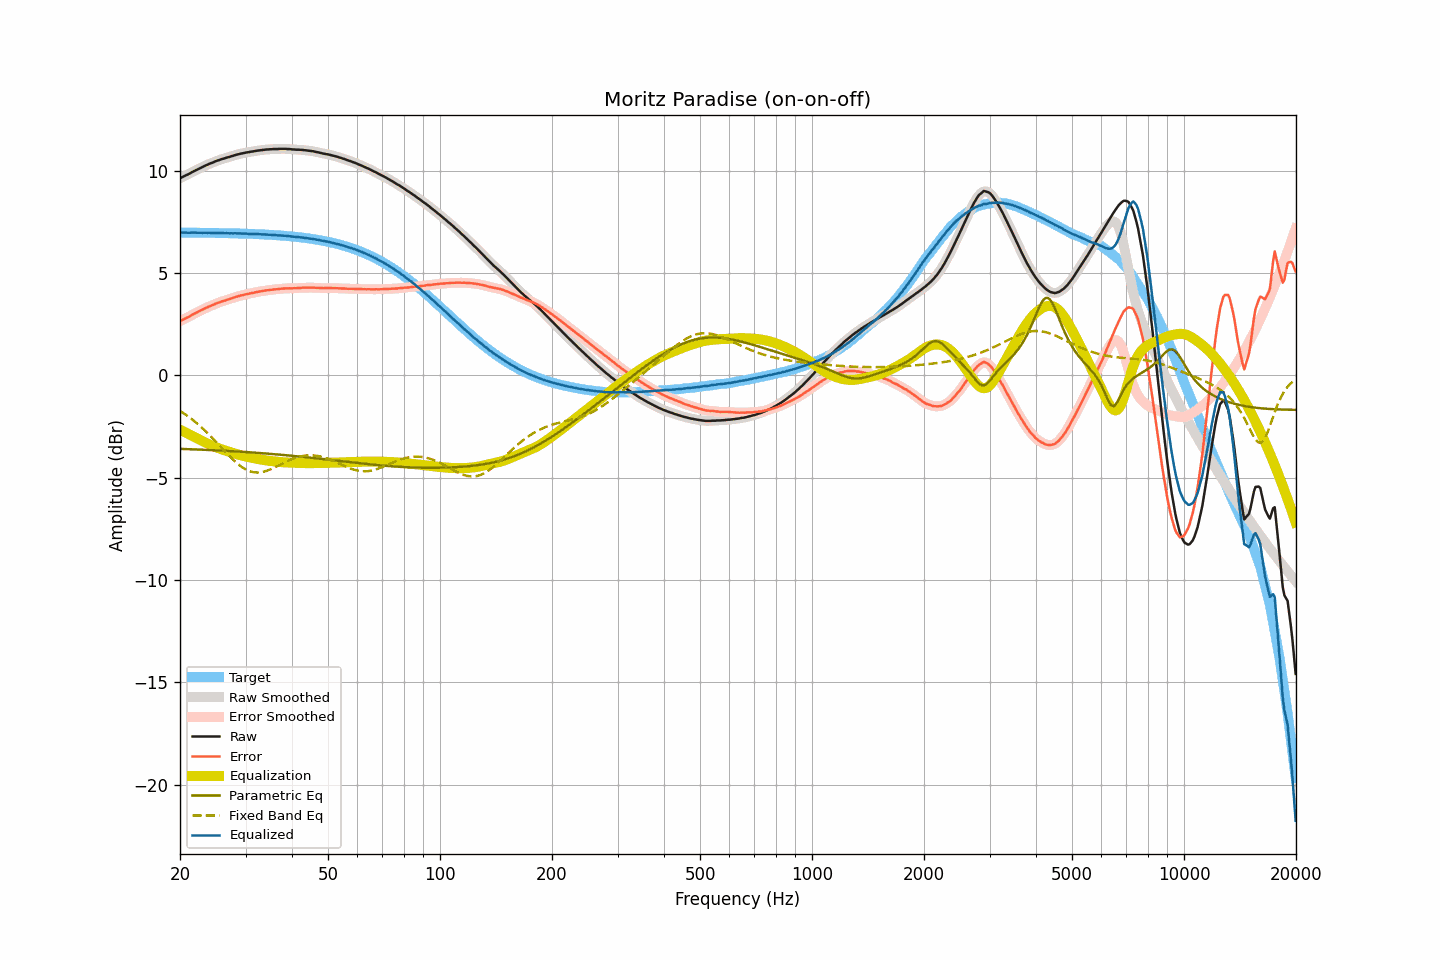 Moritz Paradise (on-on-off)
10
5
0
−5
−10
−15
−20
Amplitude (dBr)
Target
Raw Smoothed
Error Smoothed
Raw
Error
Equalization
Parametric Eq
Fixed Band Eq
Equalized
20 50 100 200 500 1000 2000 5000 10000 20000
Frequency (Hz)